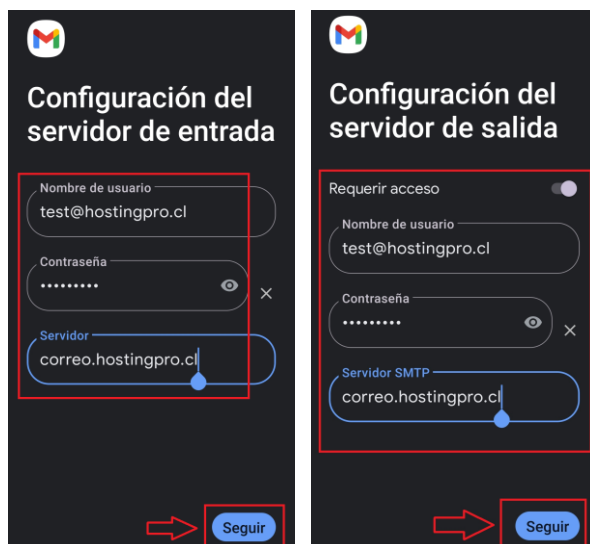 Configuración del
servidor de entrada
Nombre de usuario
test@hostingpro.cl
Contraseña
•••••••••
Servidor
correo.hostingpro.cl
Seguir
Configuración del
servidor de salida
Requerir acceso
Nombre de usuario
test@hostingpro.cl
Contraseña
•••••••••
Servidor SMTP
correo.hostingpro.cl
Seguir